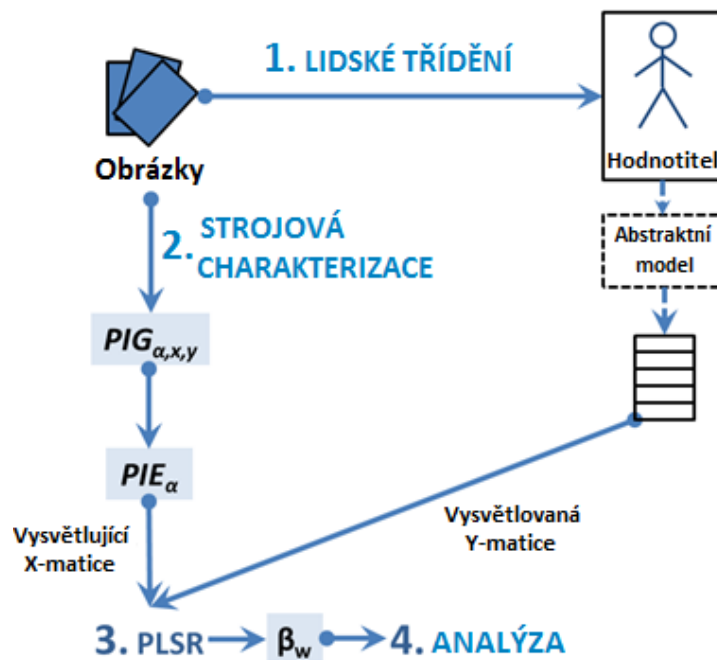 1. LIDSKÉ TŘÍDĚNÍ
Obrázky
Hodnotitel
2. STROJOVÁ
CHARAKTERIZACE
Abstraktní
model
PIGα,x,y
PIEα
Vysvětlující
X-matice
Vysvětlovaná
Y-matice
3. PLSR
βw
4. ANALÝZA